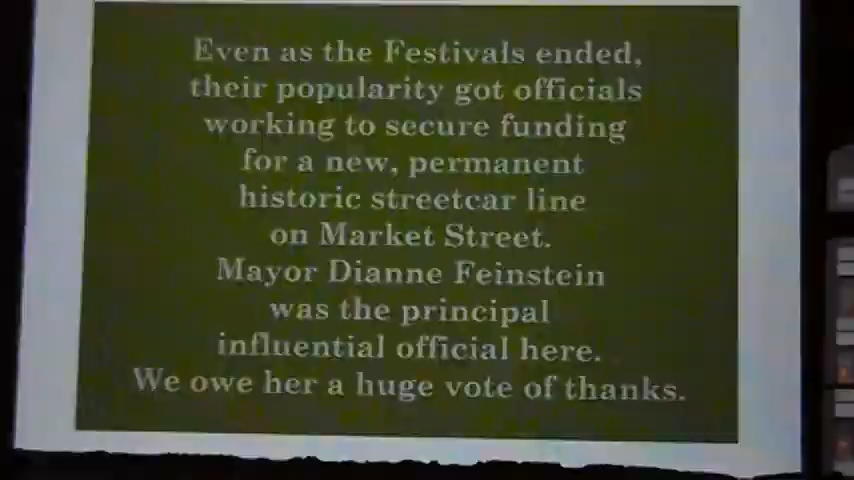 Even as the Festivals ended,
their popularity got officials
working to secure funding
for a new, permanent
historic streetcar line
on Market Street.
Mayor Dianne Feinstein
was the principal
influential official here.
We owe her a huge vote of thanks.